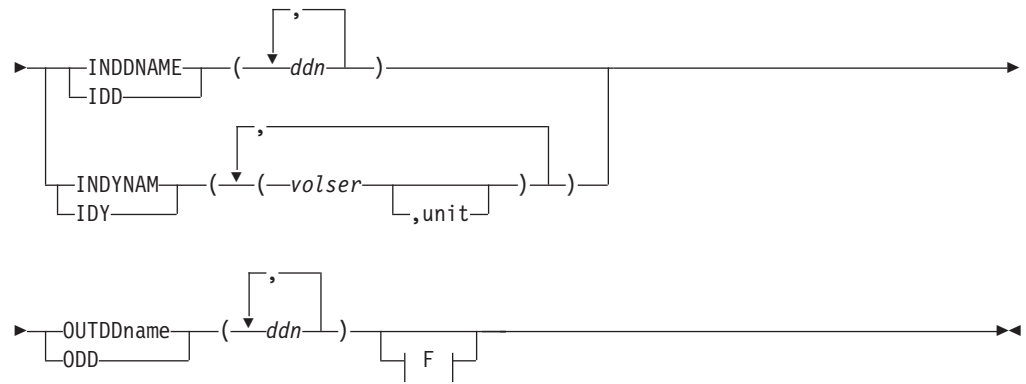 ,
INDDNAME ( ddn )
IDD
,
INDYNAM ( ( volser ) )
IDY ,unit
,
OUTDDname ( ddn )
ODD F